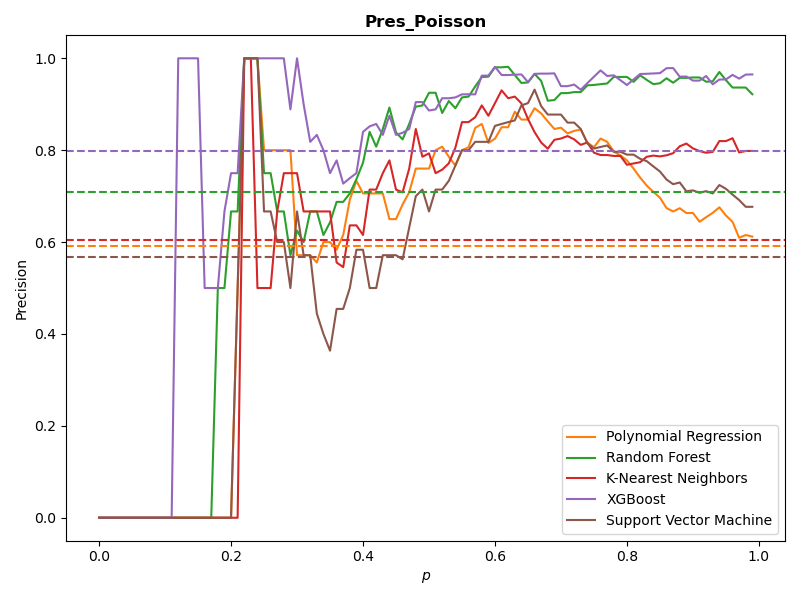 Pres_Poisson
Precision
1.0
0.8
0.6
0.4
0.2
0.0
0.0 0.2 0.4 0.6 0.8 1.0
p
Polynomial Regression
Random Forest
K-Nearest Neighbors
XGBoost
Support Vector Machine